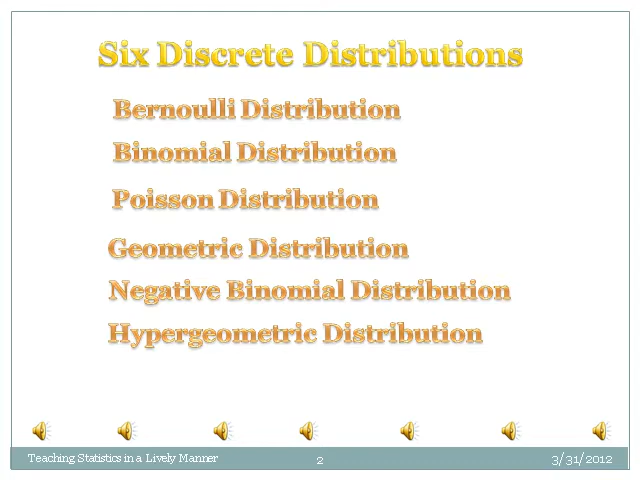 Six Discrete Distributions
Bernoulli Distribution
Binomial Distribution
Poisson Distribution
Geometric Distribution
Negative Binomial Distribution
Hypergeometric Distribution
Teaching Statistics in a Lively Manner
2
3/31/2012